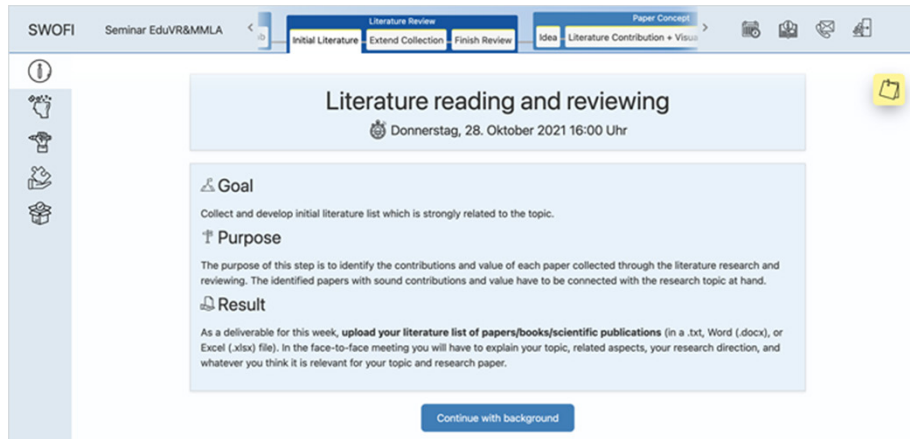 SWOFI
Seminar EduVR&MMLA
Literature Review
Initial Literature
Extend Collection
Finish Review
Paper Concept
Idea
Literature Contribution + Visua
Literature reading and reviewing
Donnerstag, 28. Oktober 2021 16:00 Uhr
Goal
Collect and develop initial literature list which is strongly related to the topic.
Purpose
The purpose of this step is to identify the contributions and value of each paper collected through the literature research and
reviewing. The identified papers with sound contributions and value have to be connected with the research topic at hand.
Result
As a deliverable for this week, upload your literature list of papers/books/scientific publications (in a .txt, Word (.docx), or
Excel (.xlsx) file). In the face-to-face meeting you will have to explain your topic, related aspects, your research direction, and
whatever you think it is relevant for your topic and research paper.
Continue with background